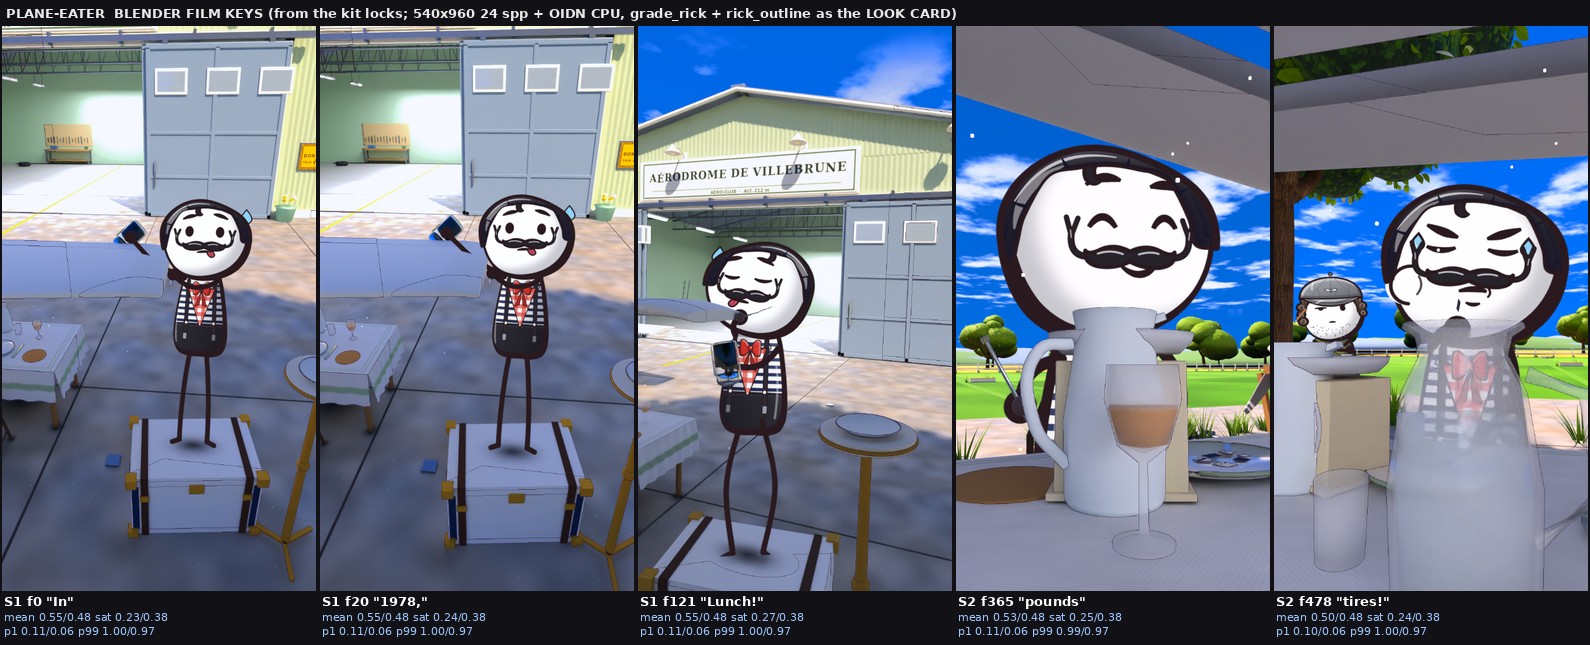 PLANE-EATER BLENDER FILM KEYS (from the kit locks; 540x960 24 spp + OIDN CPU, grade_rick + rick_outline as the LOOK CARD)
AÉRODROME DE VILLEBRUNE
AÉRO-CLUB - ALT. 212 m
S1 f0 "In"
mean 0.55/0.48 sat 0.23/0.38
p1 0.11/0.06 p99 1.00/0.97
S1 f20 "1978,"
mean 0.55/0.48 sat 0.24/0.38
p1 0.11/0.06 p99 1.00/0.97
S1 f121 "Lunch!"
mean 0.55/0.48 sat 0.27/0.38
p1 0.11/0.06 p99 1.00/0.97
S2 f365 "pounds"
mean 0.53/0.48 sat 0.25/0.38
p1 0.11/0.06 p99 0.99/0.97
S2 f478 "tires!"
mean 0.50/0.48 sat 0.24/0.38
p1 0.10/0.06 p99 1.00/0.97